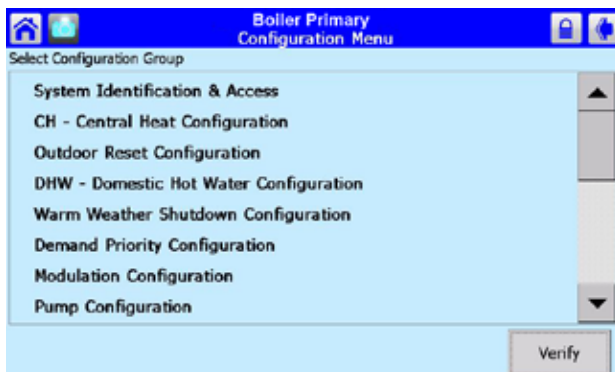 Boiler Primary
Configuration Menu
Select Configuration Group
System Identification & Access
CH - Central Heat Configuration
Outdoor Reset Configuration
DHW - Domestic Hot Water Configuration
Warm Weather Shutdown Configuration
Demand Priority Configuration
Modulation Configuration
Pump Configuration
Verify